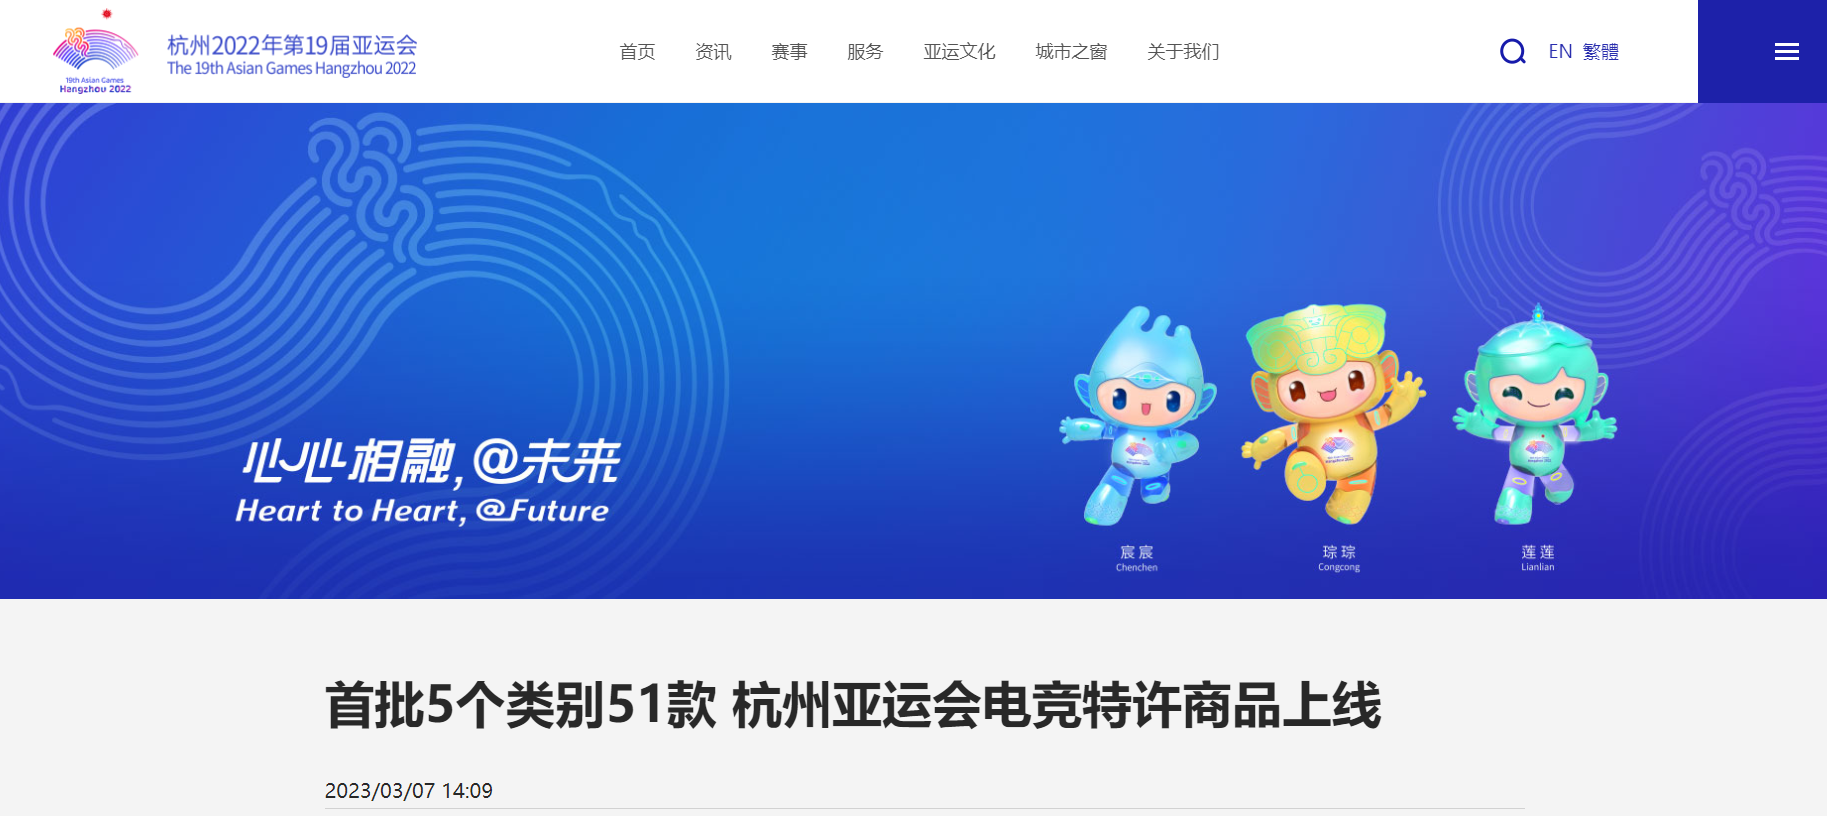 19th Asian Games
Hangzhou 2022
杭州2022年第19届亚运会
The 19th Asian Games Hangzhou 2022
首页 资讯 赛事 服务 亚运文化 城市之窗 关于我们
EN 繁體
心心相融,@未来
Heart to Heart, @Future
宸宸 琮琮 莲莲
Chenchen Congcong Lianlian
首批5个类别51款 杭州亚运会电竞特许商品上线
2023/03/07 14:09